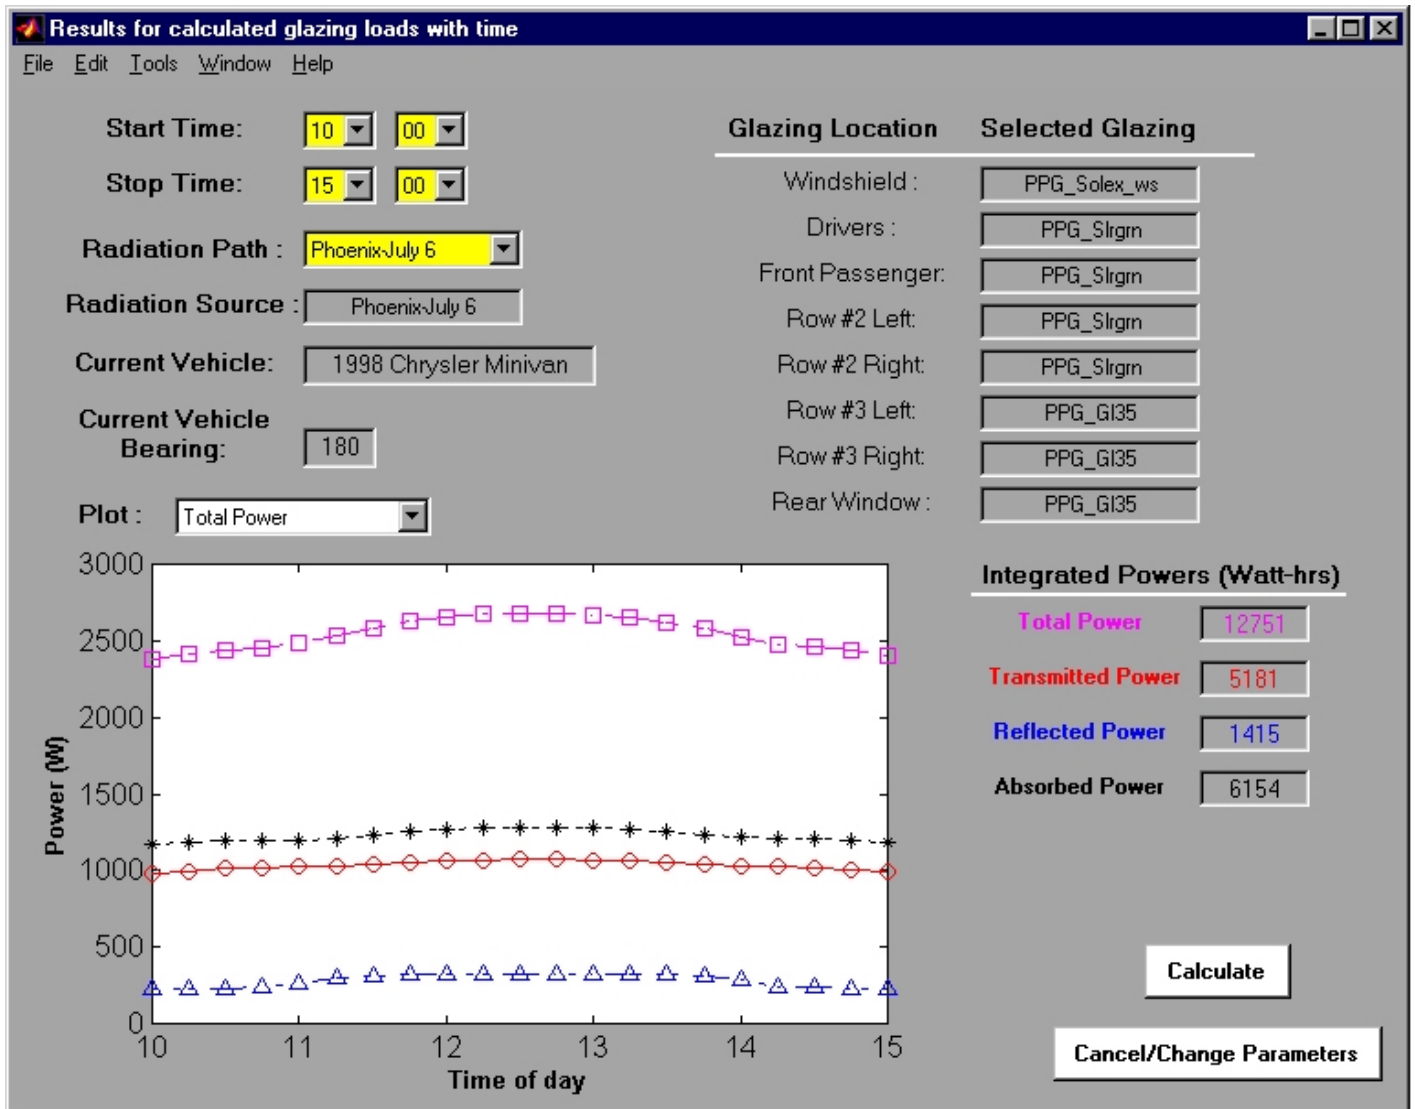 Results for calculated glazing loads with time
File Edit Tools Window Help
Start Time: 10 00
Stop Time: 15 00
Radiation Path : Phoenix-July 6
Radiation Source : Phoenix-July 6
Current Vehicle: 1998 Chrysler Minivan
Current Vehicle
Bearing: 180
Plot : Total Power
Glazing Location Selected Glazing
Windshield : PPG_Solex_ws
Drivers : PPG_Slrgrn
Front Passenger: PPG_Slrgrn
Row #2 Left: PPG_Slrgrn
Row #2 Right: PPG_Slrgrn
Row #3 Left: PPG_Gl35
Row #3 Right: PPG_Gl35
Rear Window : PPG_Gl35
3000
2500
2000
1500
1000
500
0
Power (W)
10 11 12 13 14 15
Time of day
Integrated Powers (Watt-hrs)
Total Power 12751
Transmitted Power 5181
Reflected Power 1415
Absorbed Power 6154
Calculate
Cancel/Change Parameters